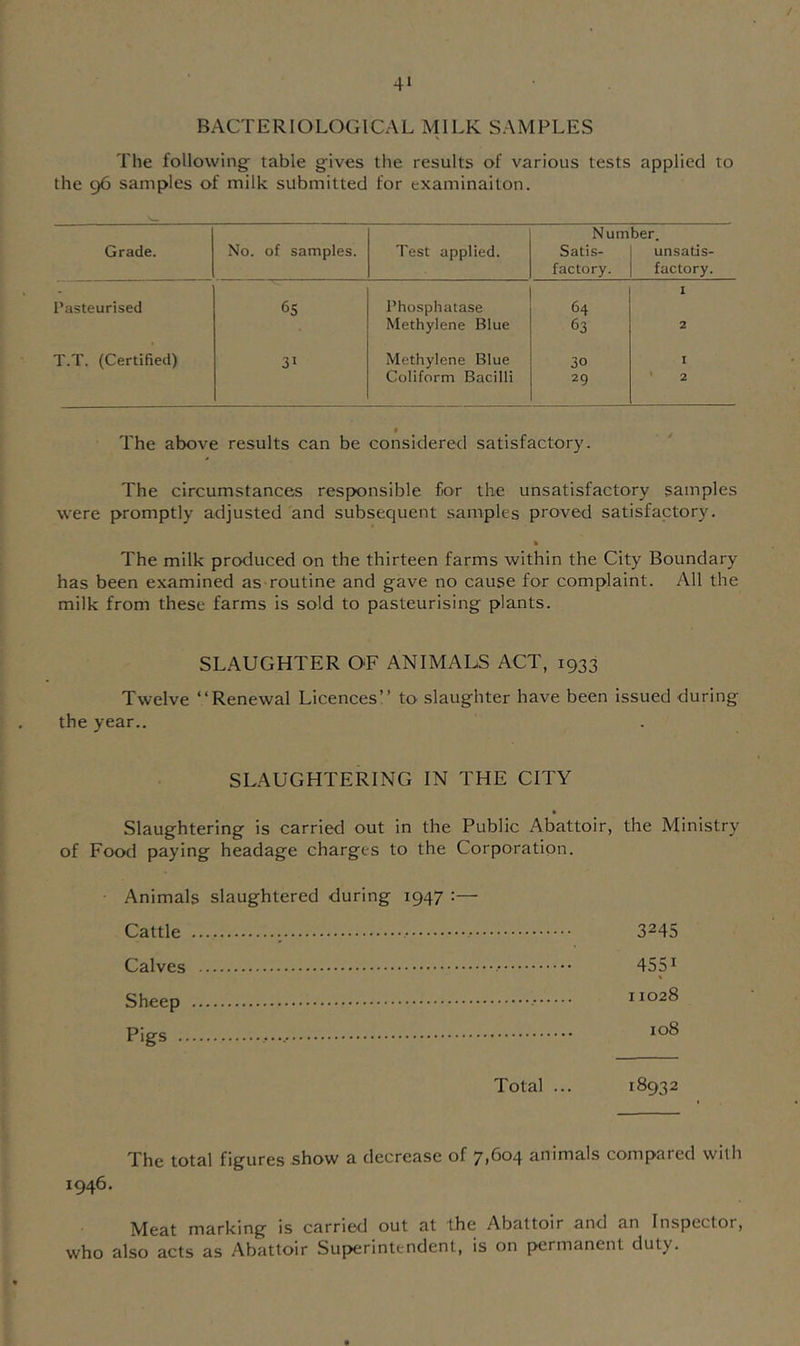 41
BACTERIOLOGICAL MILK SAMPLES
The following table gives the results of various tests applied to
the 96 samples of milk submitted for examinaiton.
Number.
Grade. No. of samples. Test applied. Satis- unsatis-
factory. factory.
Pasteurised 65 Phosphatase 64 1
Methylene Blue 63 2
T.T. (Certified) 31 Methylene Blue 30 1
Coliform Bacilli 29 2
The above results can be considered satisfactory.
The circumstances responsible for the unsatisfactory samples
were promptly adjusted and subsequent samples proved satisfactory.
The milk produced on the thirteen farms within the City Boundary
has been examined as routine and gave no cause for complaint. All the
milk from these farms is sold to pasteurising plants.
SLAUGHTER OF ANIMALS ACT, 1933
Twelve “Renewal Licences” to slaughter have been issued during
the year..
SLAUGHTERING IN THE CITY
Slaughtering is carried out in the Public Abattoir, the Ministry
of Food paying headage charges to the Corporation.
Animals slaughtered during 1947 :—
Cattle ........ 3245
Calves ........ 4551
Sheep ........ 11028
Pigs ........ 108
Total ... 18932
The total figures show a decrease of 7,604 animals compared with
1946.
Meat marking is carried out at the Abattoir and an Inspector,
who also acts as Abattoir Superintendent, is on permanent duty.